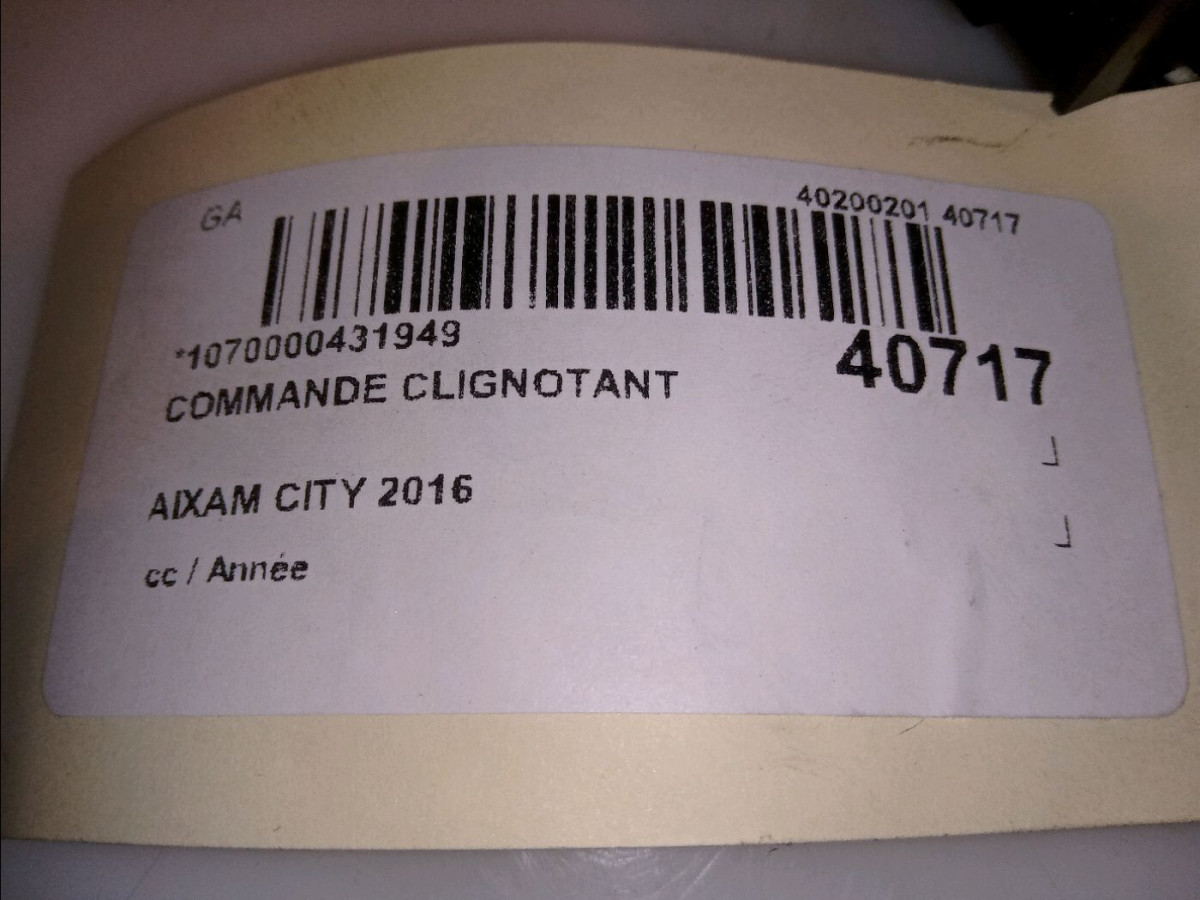 GA
40200201 40717
*1070000431949
40717
COMMANDE CLIGNOTANT
AIXAM CITY 2016
cc / Année